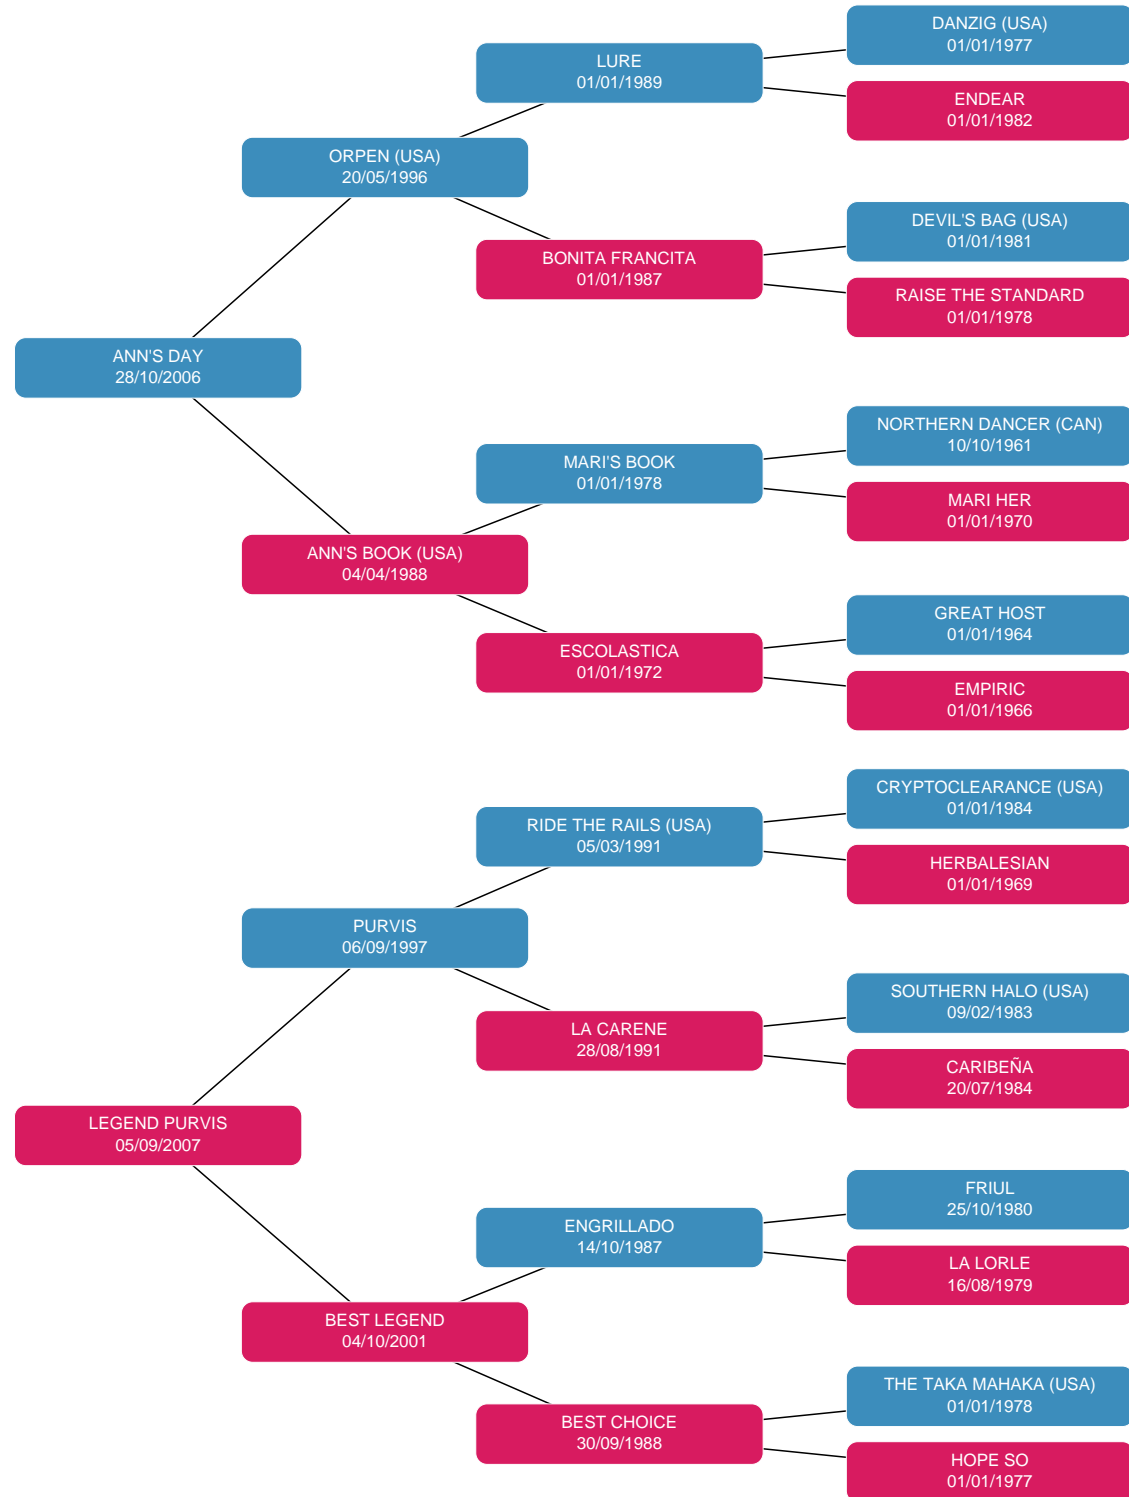 DANZIG (USA)
01/01/1977
LURE
01/01/1989
ENDEAR
01/01/1982
ORPEN (USA)
20/05/1996
DEVIL'S BAG (USA)
01/01/1981
BONITA FRANCITA
01/01/1987
RAISE THE STANDARD
01/01/1978
ANN'S DAY
28/10/2006
NORTHERN DANCER (CAN)
10/10/1961
MARI'S BOOK
01/01/1978
MARI HER
01/01/1970
ANN'S BOOK (USA)
04/04/1988
GREAT HOST
01/01/1964
ESCOLASTICA
01/01/1972
EMPIRIC
01/01/1966
CRYPTOCLEARANCE (USA)
01/01/1984
RIDE THE RAILS (USA)
05/03/1991
HERBALESIAN
01/01/1969
PURVIS
06/09/1997
SOUTHERN HALO (USA)
09/02/1983
LA CARENE
28/08/1991
CARIBEÑA
20/07/1984
LEGEND PURVIS
05/09/2007
FRIUL
25/10/1980
ENGRILLADO
14/10/1987
LA LORLE
16/08/1979
BEST LEGEND
04/10/2001
THE TAKA MAHAKA (USA)
01/01/1978
BEST CHOICE
30/09/1988
HOPE SO
01/01/1977